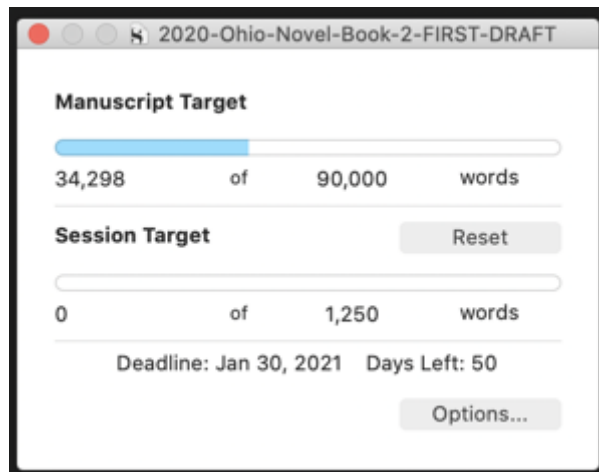 2020-Ohio-Novel-Book-2-FIRST-DRAFT
Manuscript Target
34,298 of 90,000 words
Session Target Reset
0 of 1,250 words
Deadline: Jan 30, 2021 Days Left: 50
Options...